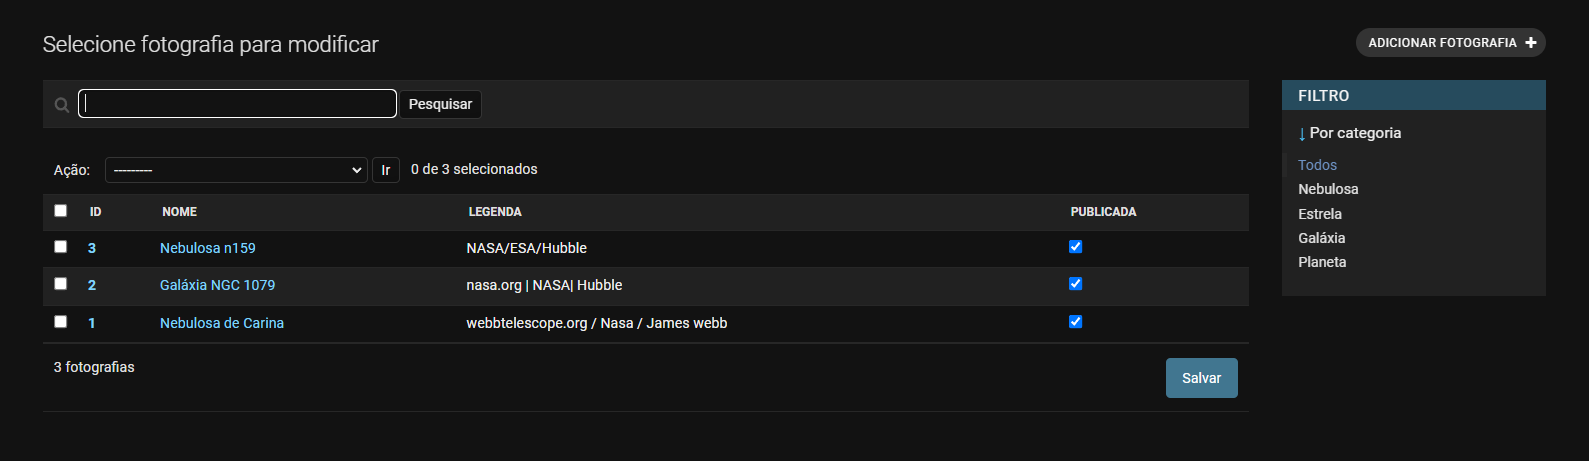 Selecione fotografia para modificar
ADICIONAR FOTOGRAFIA +
Pesquisar
Ação: --------- Ir 0 de 3 selecionados
ID NOME LEGENDA PUBLICADA
3 Nebulosa n159 NASA/ESA/Hubble
2 Galáxia NGC 1079 nasa.org | NASA| Hubble
1 Nebulosa de Carina webbtelescope.org / Nasa / James webb
3 fotografias
Salvar
FILTRO
↓ Por categoria
Todos
Nebulosa
Estrela
Galáxia
Planeta